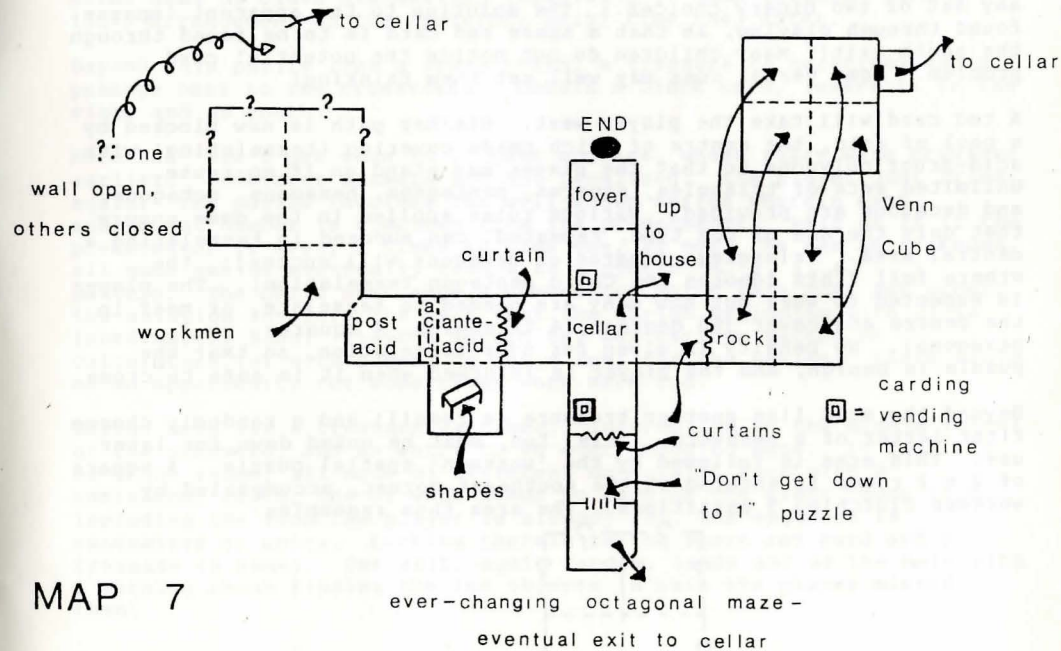 to cellar
to cellar
?
?
?
?
?
?: one
wall open,
others closed
END
foyer
up
to
house
Venn
Cube
curtain
workmen
post
acid
acid
ante-
acid
cellar
rock
carding
= vending
machine
curtains
shapes
"Don't get down
to 1" puzzle
MAP 7
ever-changing octagonal maze -
eventual exit to cellar